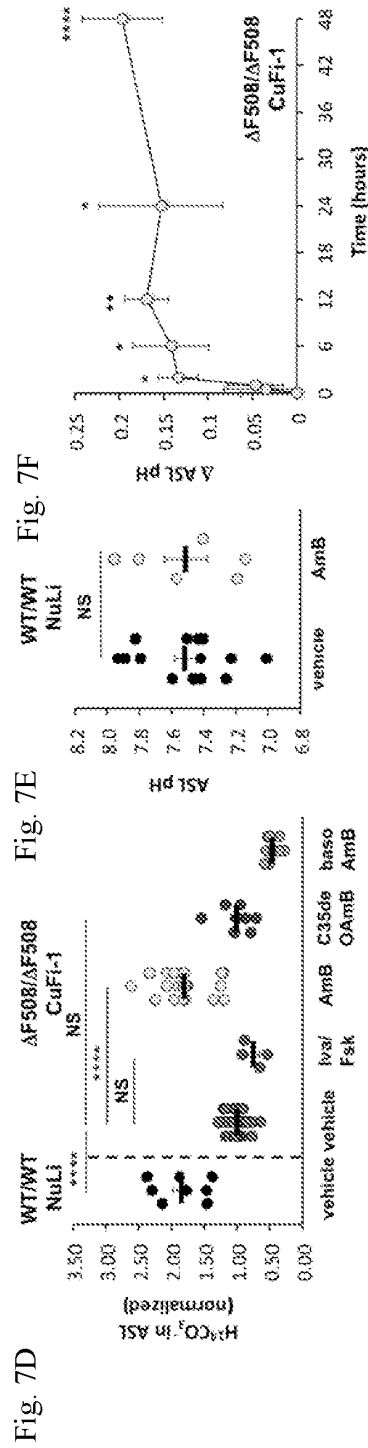 Fig. 7D
WT/WT
NuLi
ΔF508/ΔF508
CuFi-1
****
NS
****
NS
H¹⁴CO₃⁻ in ASL
(normalized)
3.50
3.00
2.50
2.00
1.50
1.00
0.50
0.00
vehicle vehicle Iva/ AmB C35de baso
Fsk OAmB AmB
Fig. 7E
WT/WT
NuLi
NS
ASL pH
8.2
8.0
7.8
7.6
7.4
7.2
7.0
6.8
vehicle AmB
Fig. 7F
Δ ASL pH
0.25
0.2
0.15
0.1
0.05
0
* * ** * ****
ΔF508/ΔF508
CuFi-1
0 6 12 18 24 30 36 42 48
Time (hours)